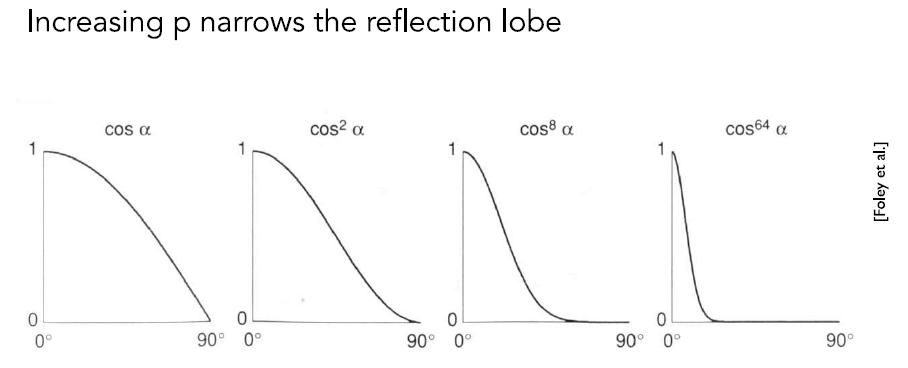 Increasing p narrows the reflection lobe
cos α
cos² α
cos⁸ α
cos⁶⁴ α
1
1
1
1
0
0
0
0
0° 90° 0° 90° 0° 90° 0° 90°
[Foley et al.]